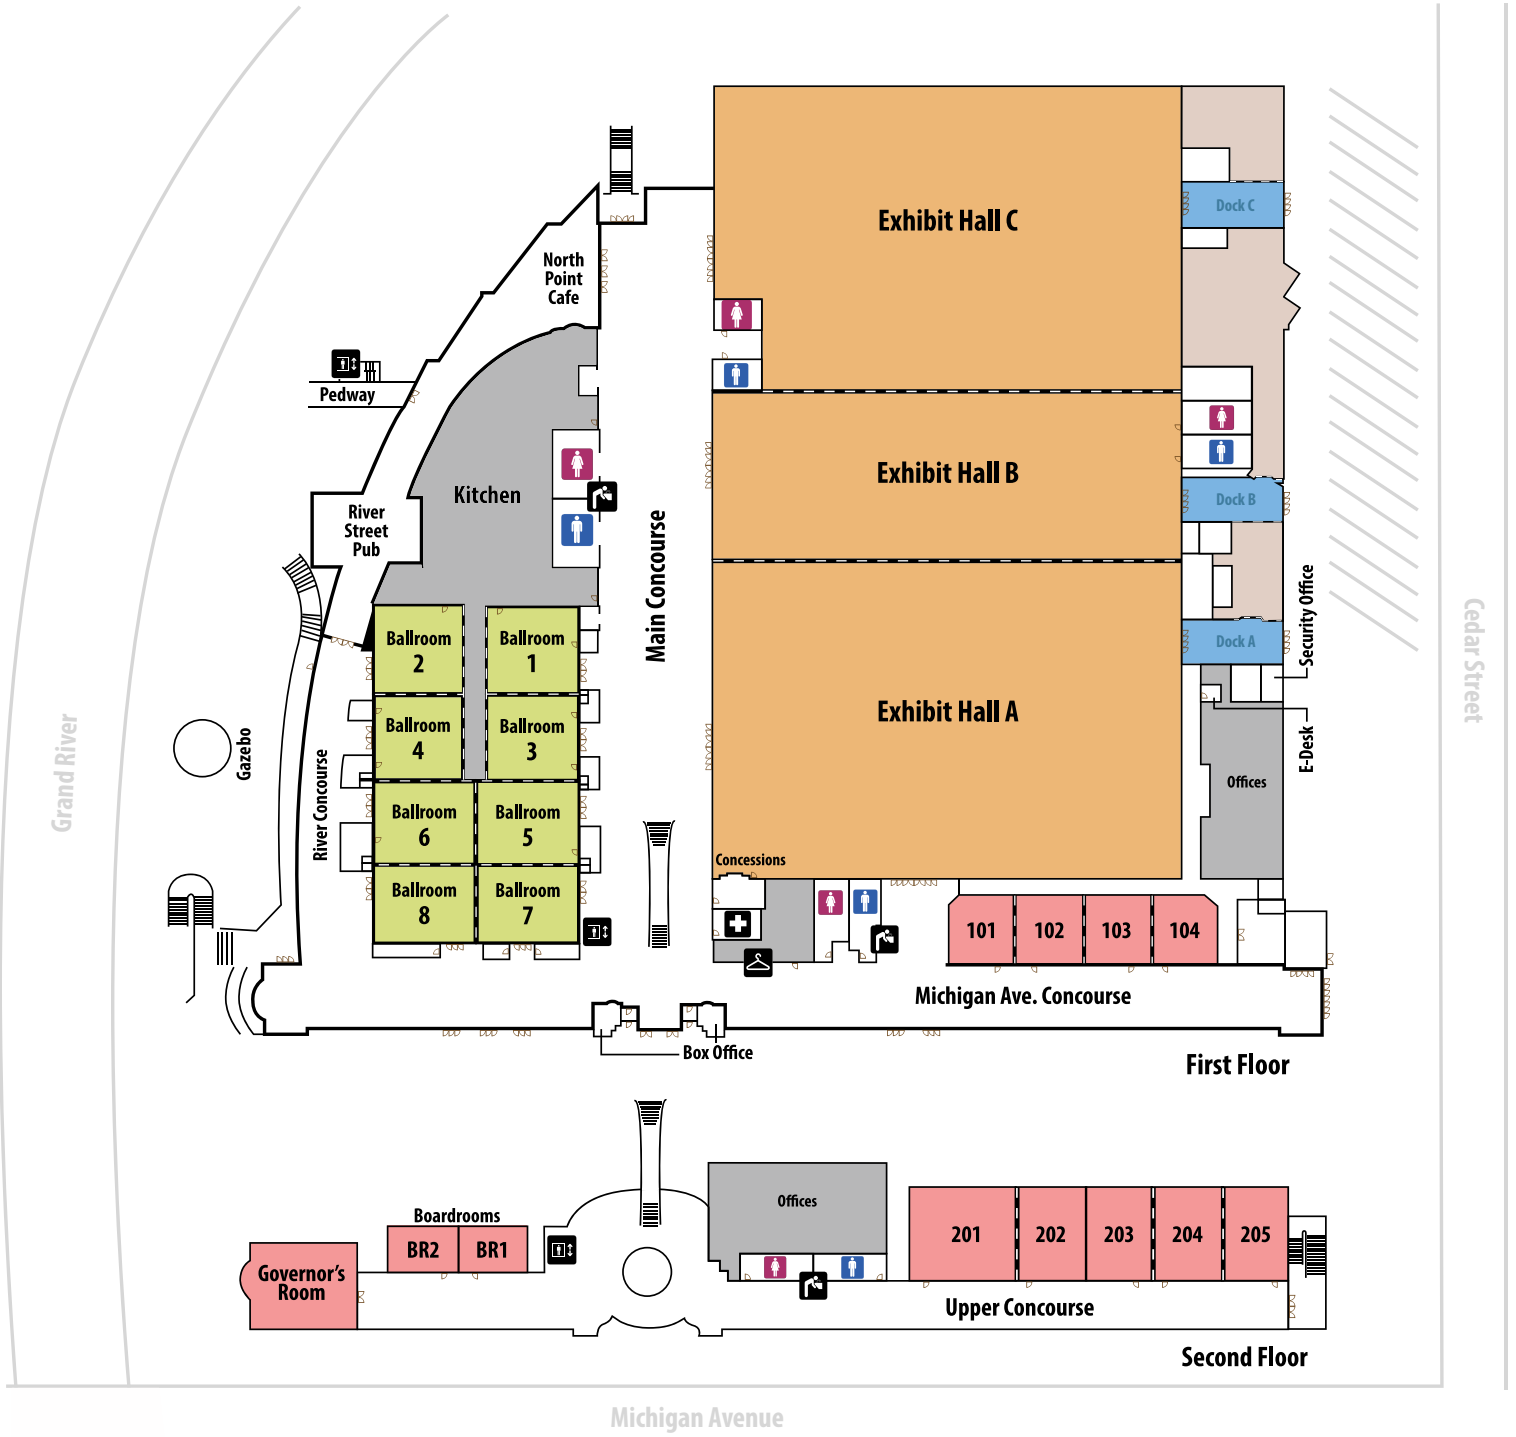 Exhibit Hall C
Dock C
North
Point
Cafe
Pedway
Kitchen
Exhibit Hall B
Dock B
River
Street
Pub
Main Concourse
Security Office
Cedar Street
Ballroom
2
Ballroom
1
Dock A
Exhibit Hall A
Ballroom
4
Ballroom
3
Grand River
Gazebo
E-Desk
Offices
River Concourse
Ballroom
6
Ballroom
5
Concessions
Ballroom
8
Ballroom
7
101
102
103
104
Michigan Ave. Concourse
Box Office
First Floor
Offices
Boardrooms
BR2
BR1
201
202
203
204
205
Governor's
Room
Upper Concourse
Second Floor
Michigan Avenue